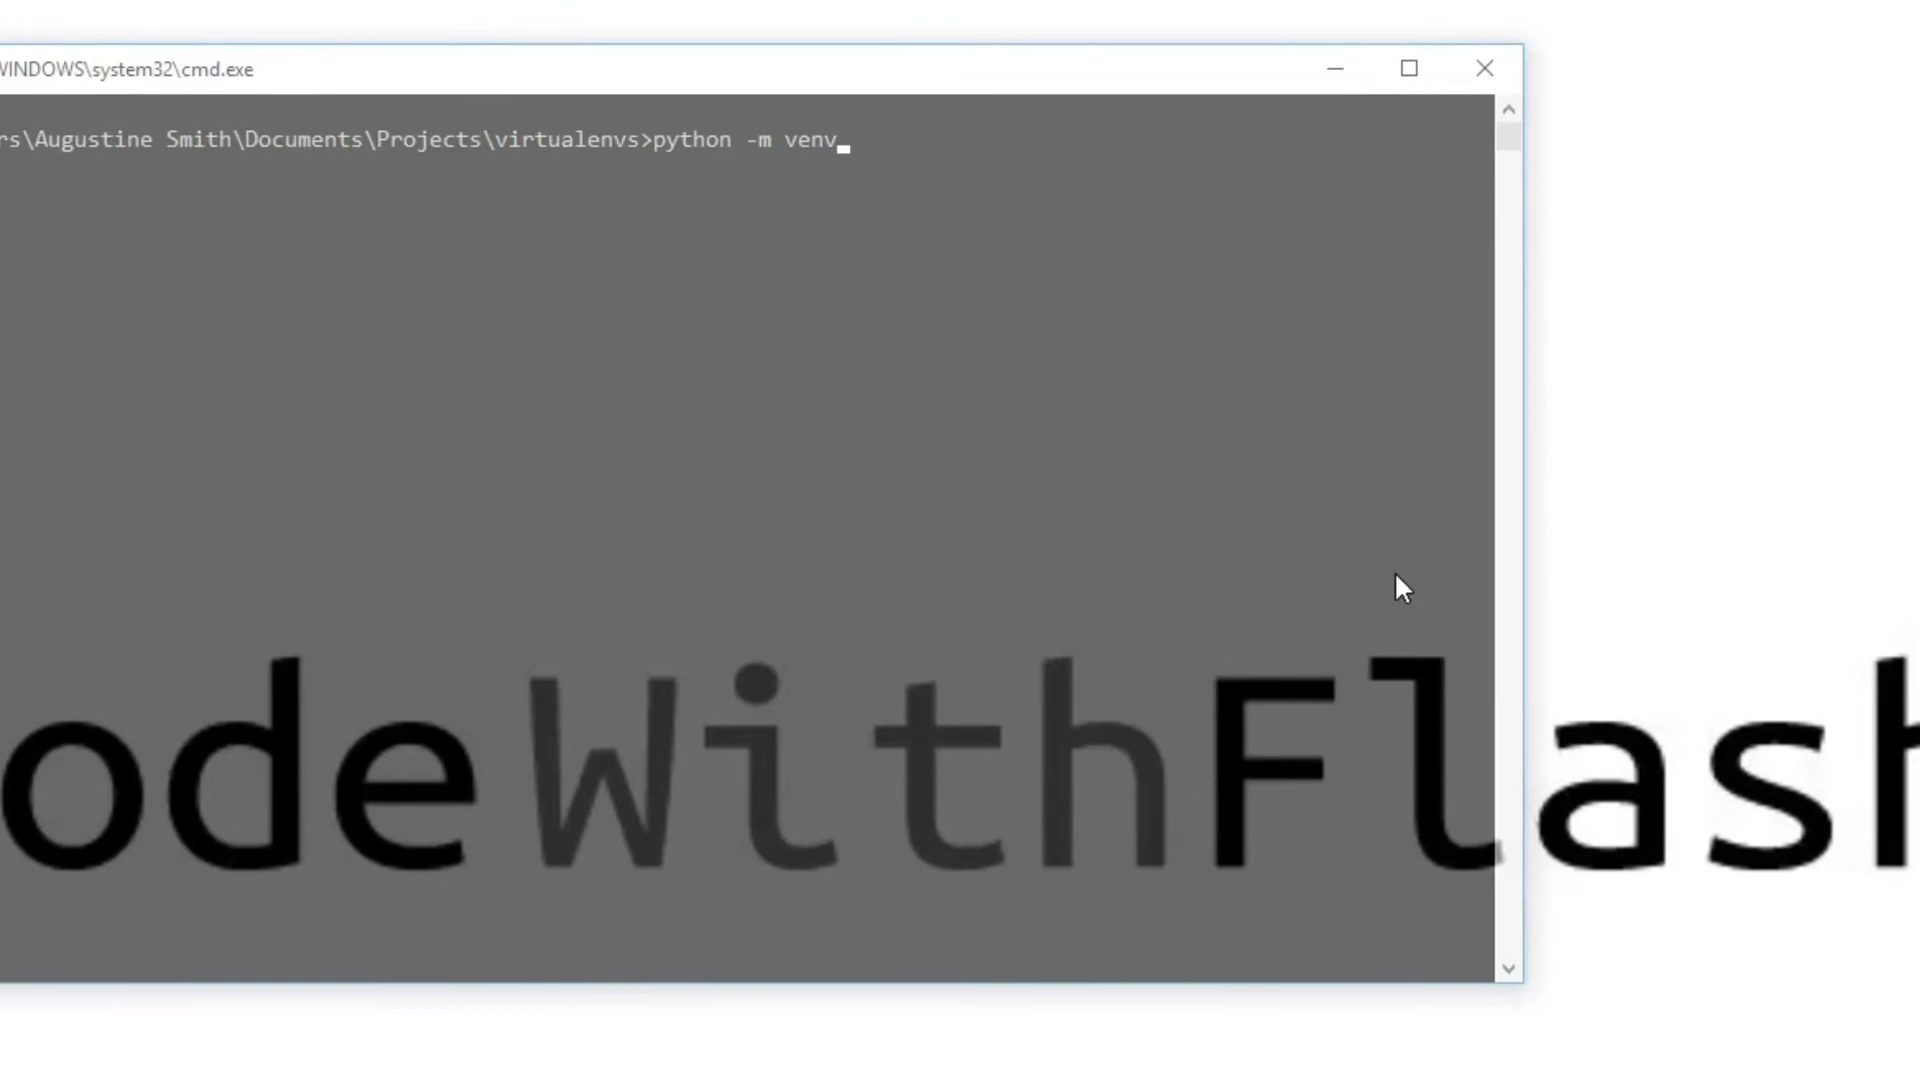 WINDOWS\system32\cmd.exe
rs\Augustine Smith\Documents\Projects\virtualenvs>python -m venv
odeWithFlash